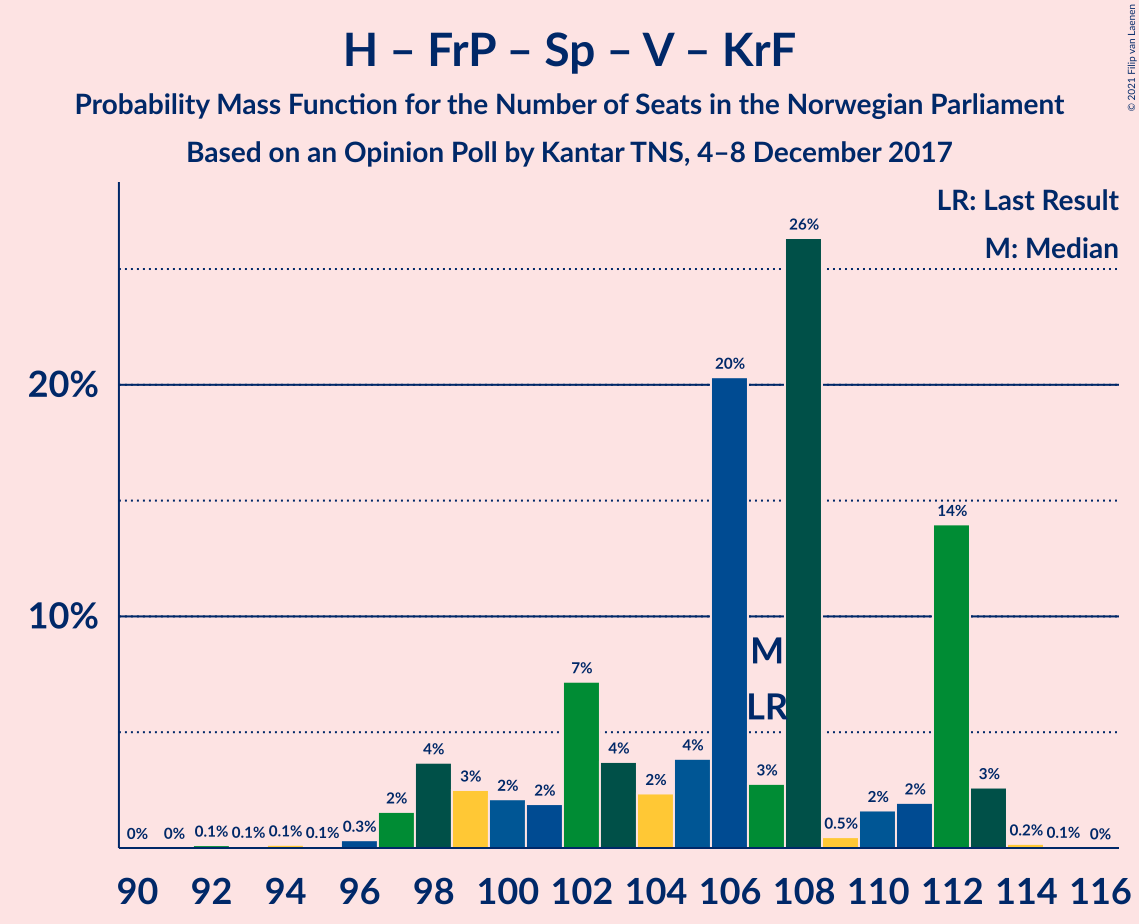 H – FrP – Sp – V – KrF
Probability Mass Function for the Number of Seats in the Norwegian Parliament
Based on an Opinion Poll by Kantar TNS, 4–8 December 2017
© 2021 Filip van Laenen
LR: Last Result
M: Median
26%
20%
20%
14%
10%
M
7%
LR
4% 3% 2% 2% 4% 2% 4% 3% 2% 2% 3%
2%
0% 0% 0.1% 0.1% 0.1% 0.1% 0.3% 0.5% 0.2% 0.1% 0%
90 92 94 96 98 100 102 104 106 108 110 112 114 116